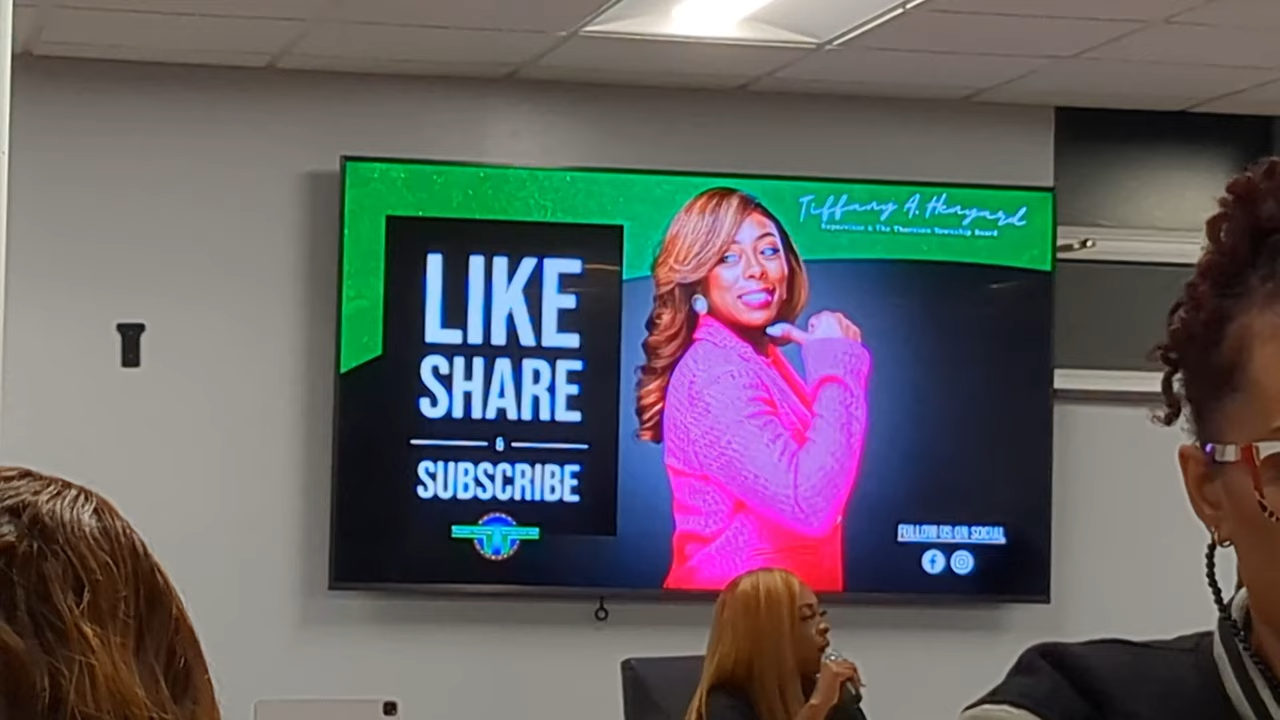 Tiffany A. Henyard
Supervisor & The Thornton Township Board
LIKE
SHARE
&
SUBSCRIBE
FOLLOW US ON SOCIAL